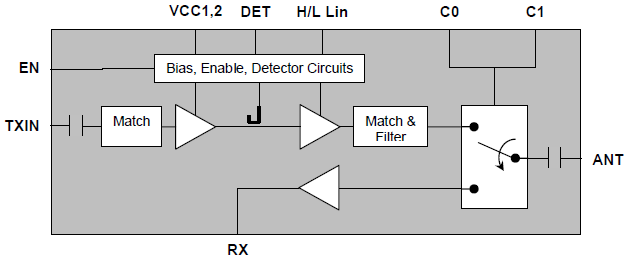 VCC1,2 DET H/L Lin C0 C1
EN
Bias, Enable, Detector Circuits
TXIN
Match
Match &
Filter
ANT
RX